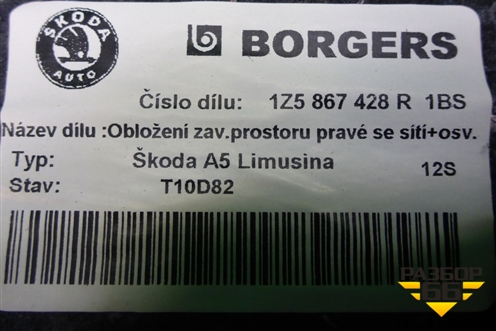 ŠKODA
AUTO
BORGERS
Číslo dílu: 1Z5 867 428 R 1BS
Název dílu :Obložení zav.prostoru pravé se sítí+osv.
Typ: Škoda A5 Limusina 12S
Stav: T10D82
РАЗБОР
66